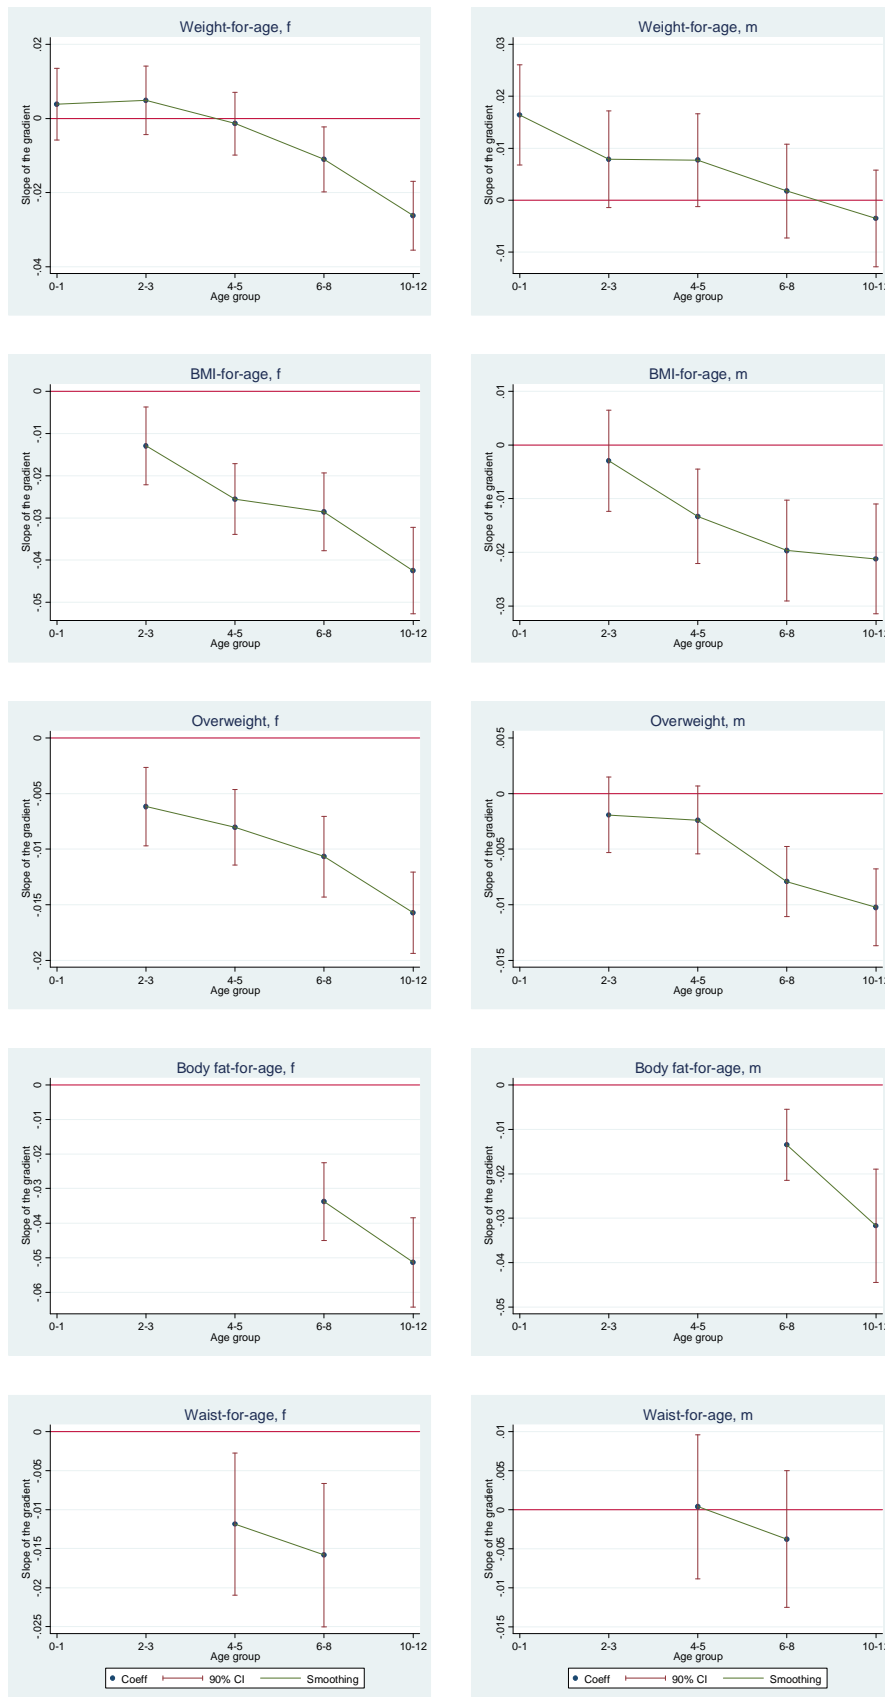 Weight-for-age, f
Slope of the gradient
.02
0
-.02
-.04
0-1 2-3 4-5 6-8 10-12
Age group
Weight-for-age, m
Slope of the gradient
.03
.02
.01
0
-.01
0-1 2-3 4-5 6-8 10-12
Age group
BMI-for-age, f
Slope of the gradient
0
-.01
-.02
-.03
-.04
-.05
0-1 2-3 4-5 6-8 10-12
Age group
BMI-for-age, m
Slope of the gradient
.01
0
-.01
-.02
-.03
0-1 2-3 4-5 6-8 10-12
Age group
Overweight, f
Slope of the gradient
0
-.005
-.01
-.015
-.02
0-1 2-3 4-5 6-8 10-12
Age group
Overweight, m
Slope of the gradient
.005
0
-.005
-.01
-.015
0-1 2-3 4-5 6-8 10-12
Age group
Body fat-for-age, f
Slope of the gradient
0
-.01
-.02
-.03
-.04
-.05
-.06
0-1 2-3 4-5 6-8 10-12
Age group
Body fat-for-age, m
Slope of the gradient
0
-.01
-.02
-.03
-.04
-.05
0-1 2-3 4-5 6-8 10-12
Age group
Waist-for-age, f
Slope of the gradient
0
-.005
-.01
-.015
-.02
-.025
0-1 2-3 4-5 6-8 10-12
Age group
Coeff 90% CI Smoothing
Waist-for-age, m
Slope of the gradient
.01
.005
0
-.005
-.01
-.015
0-1 2-3 4-5 6-8 10-12
Age group
Coeff 90% CI Smoothing